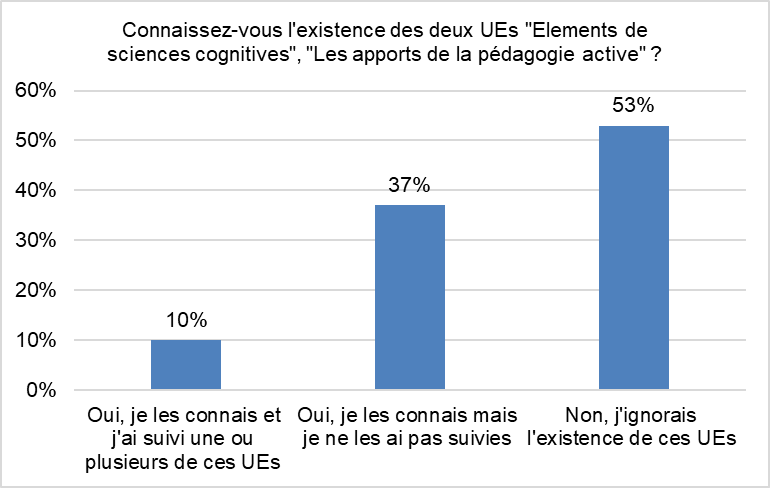 Connaissez-vous l'existence des deux UEs "Elements de
sciences cognitives", "Les apports de la pédagogie active" ?
60%
50%
40%
30%
20%
10%
0%
10%
37%
53%
Oui, je les connais et
j'ai suivi une ou
plusieurs de ces UEs
Oui, je les connais mais
je ne les ai pas suivies
Non, j'ignorais
l'existence de ces UEs